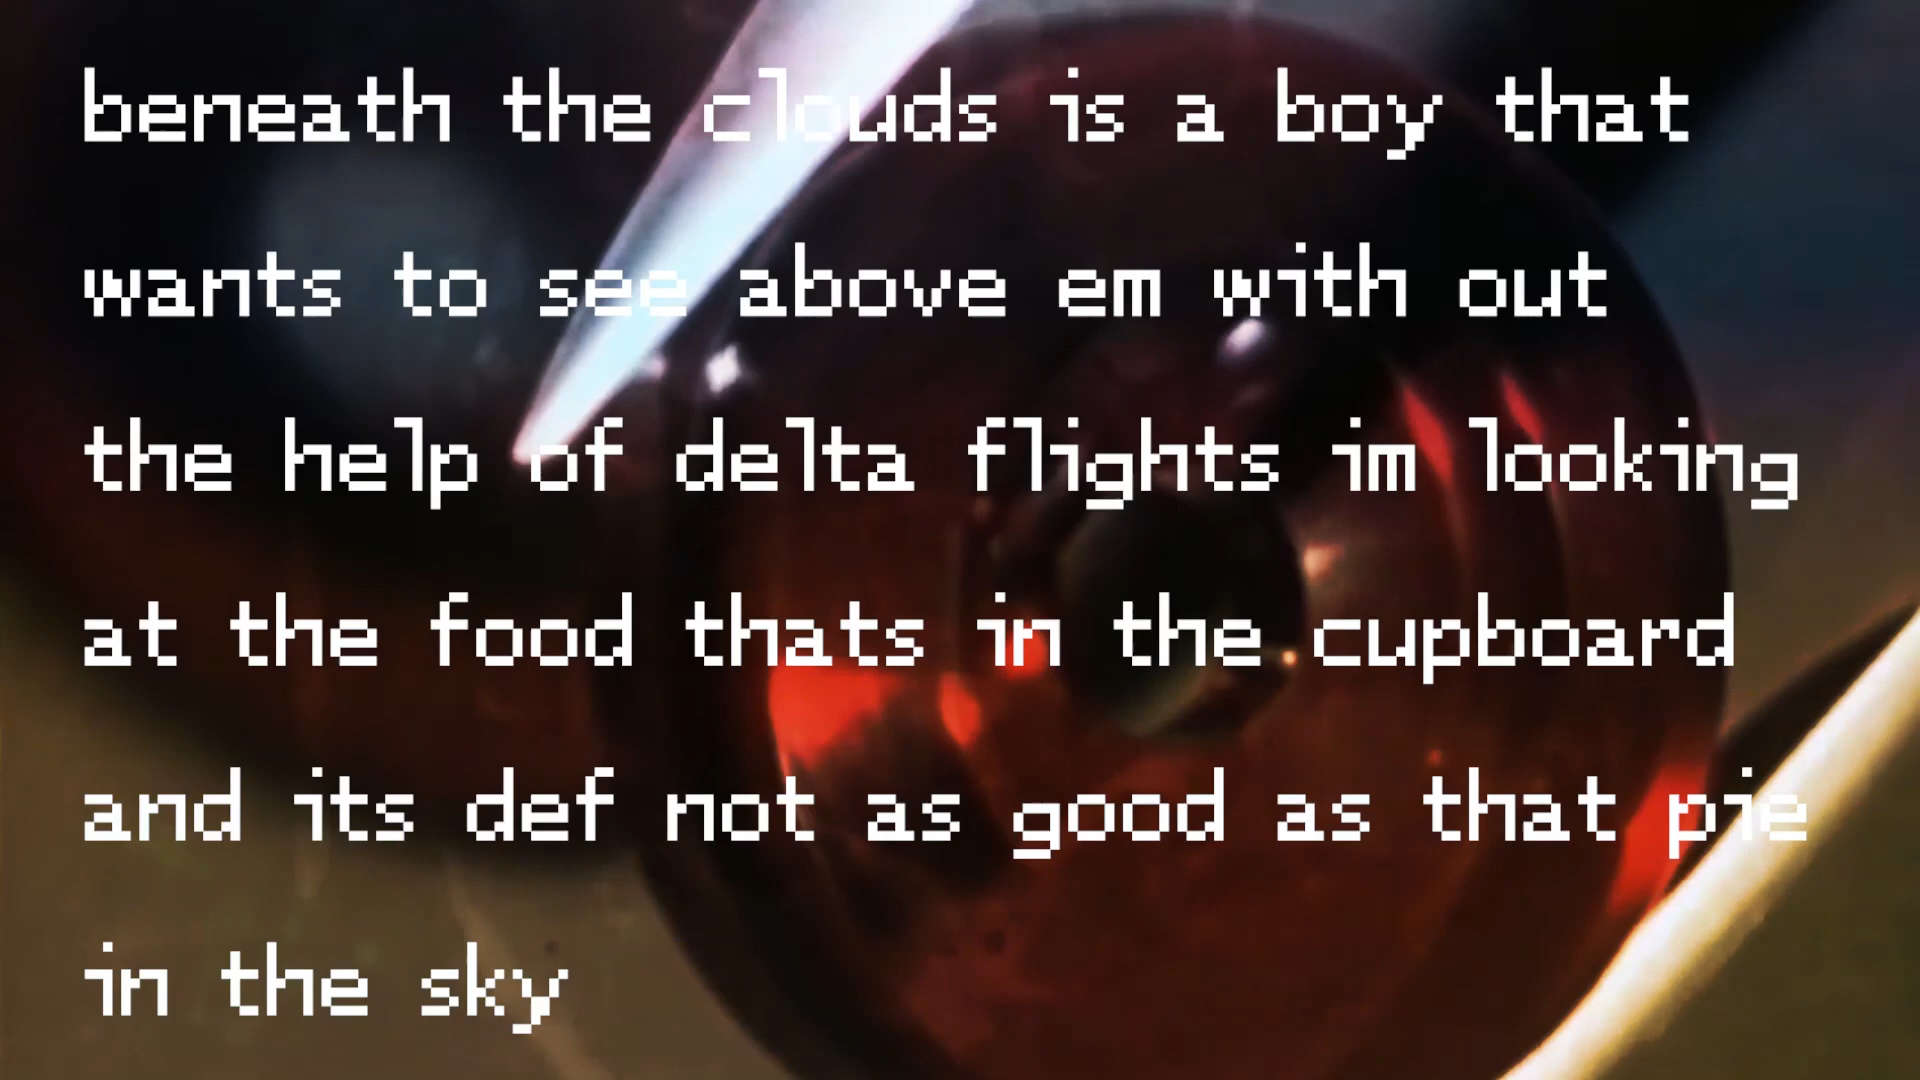 beneath the clouds is a boy that
wants to see above em with out
the help of delta flights im looking
at the food thats in the cupboard
and its def not as good as that pie
in the sky